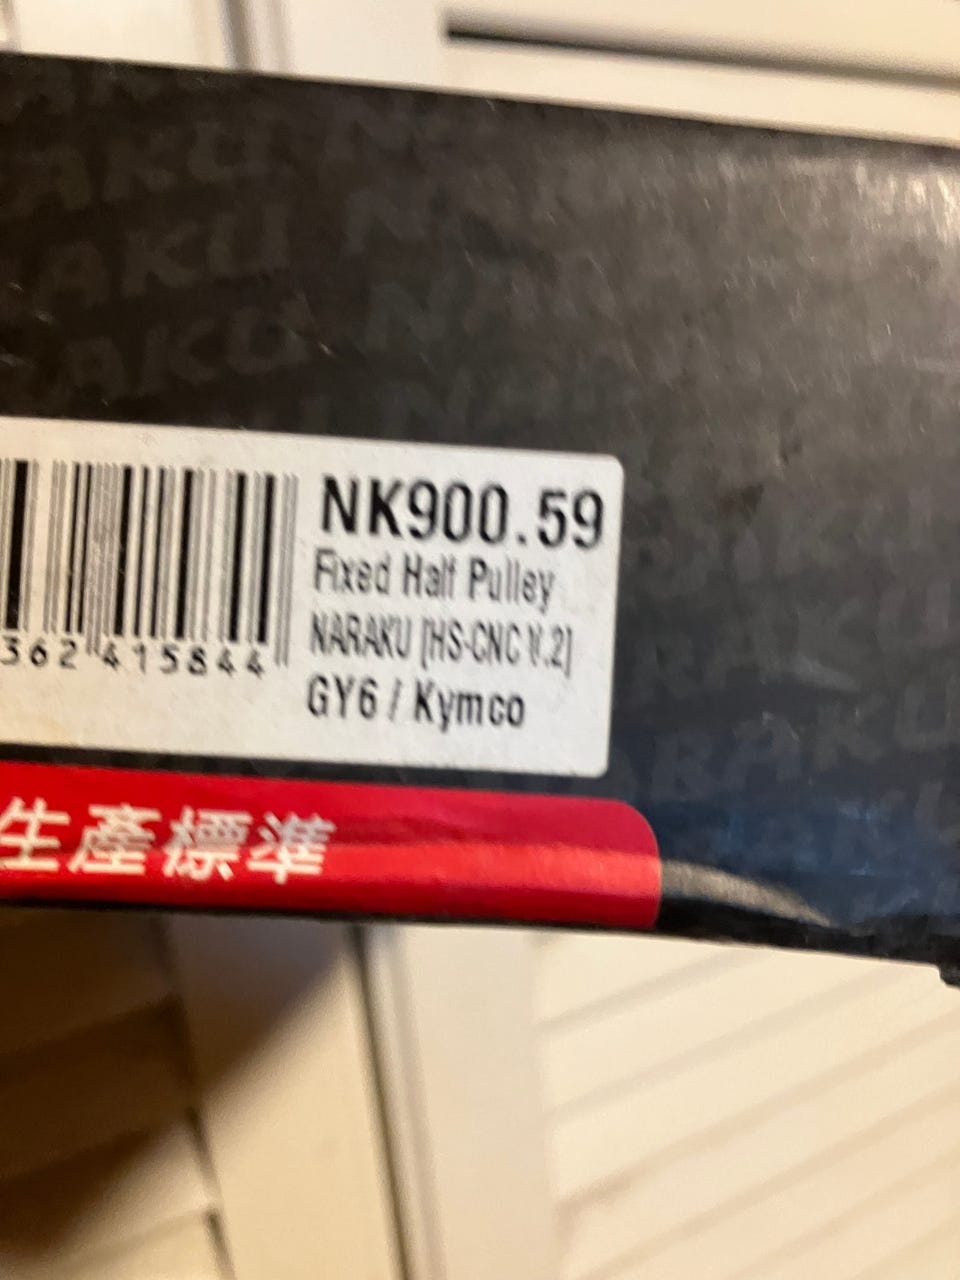 NK900.59
Fixed Half Pulley
NARAKU [HS-CNC V.2]
GY6 / Kymco
362 415844
生產標準